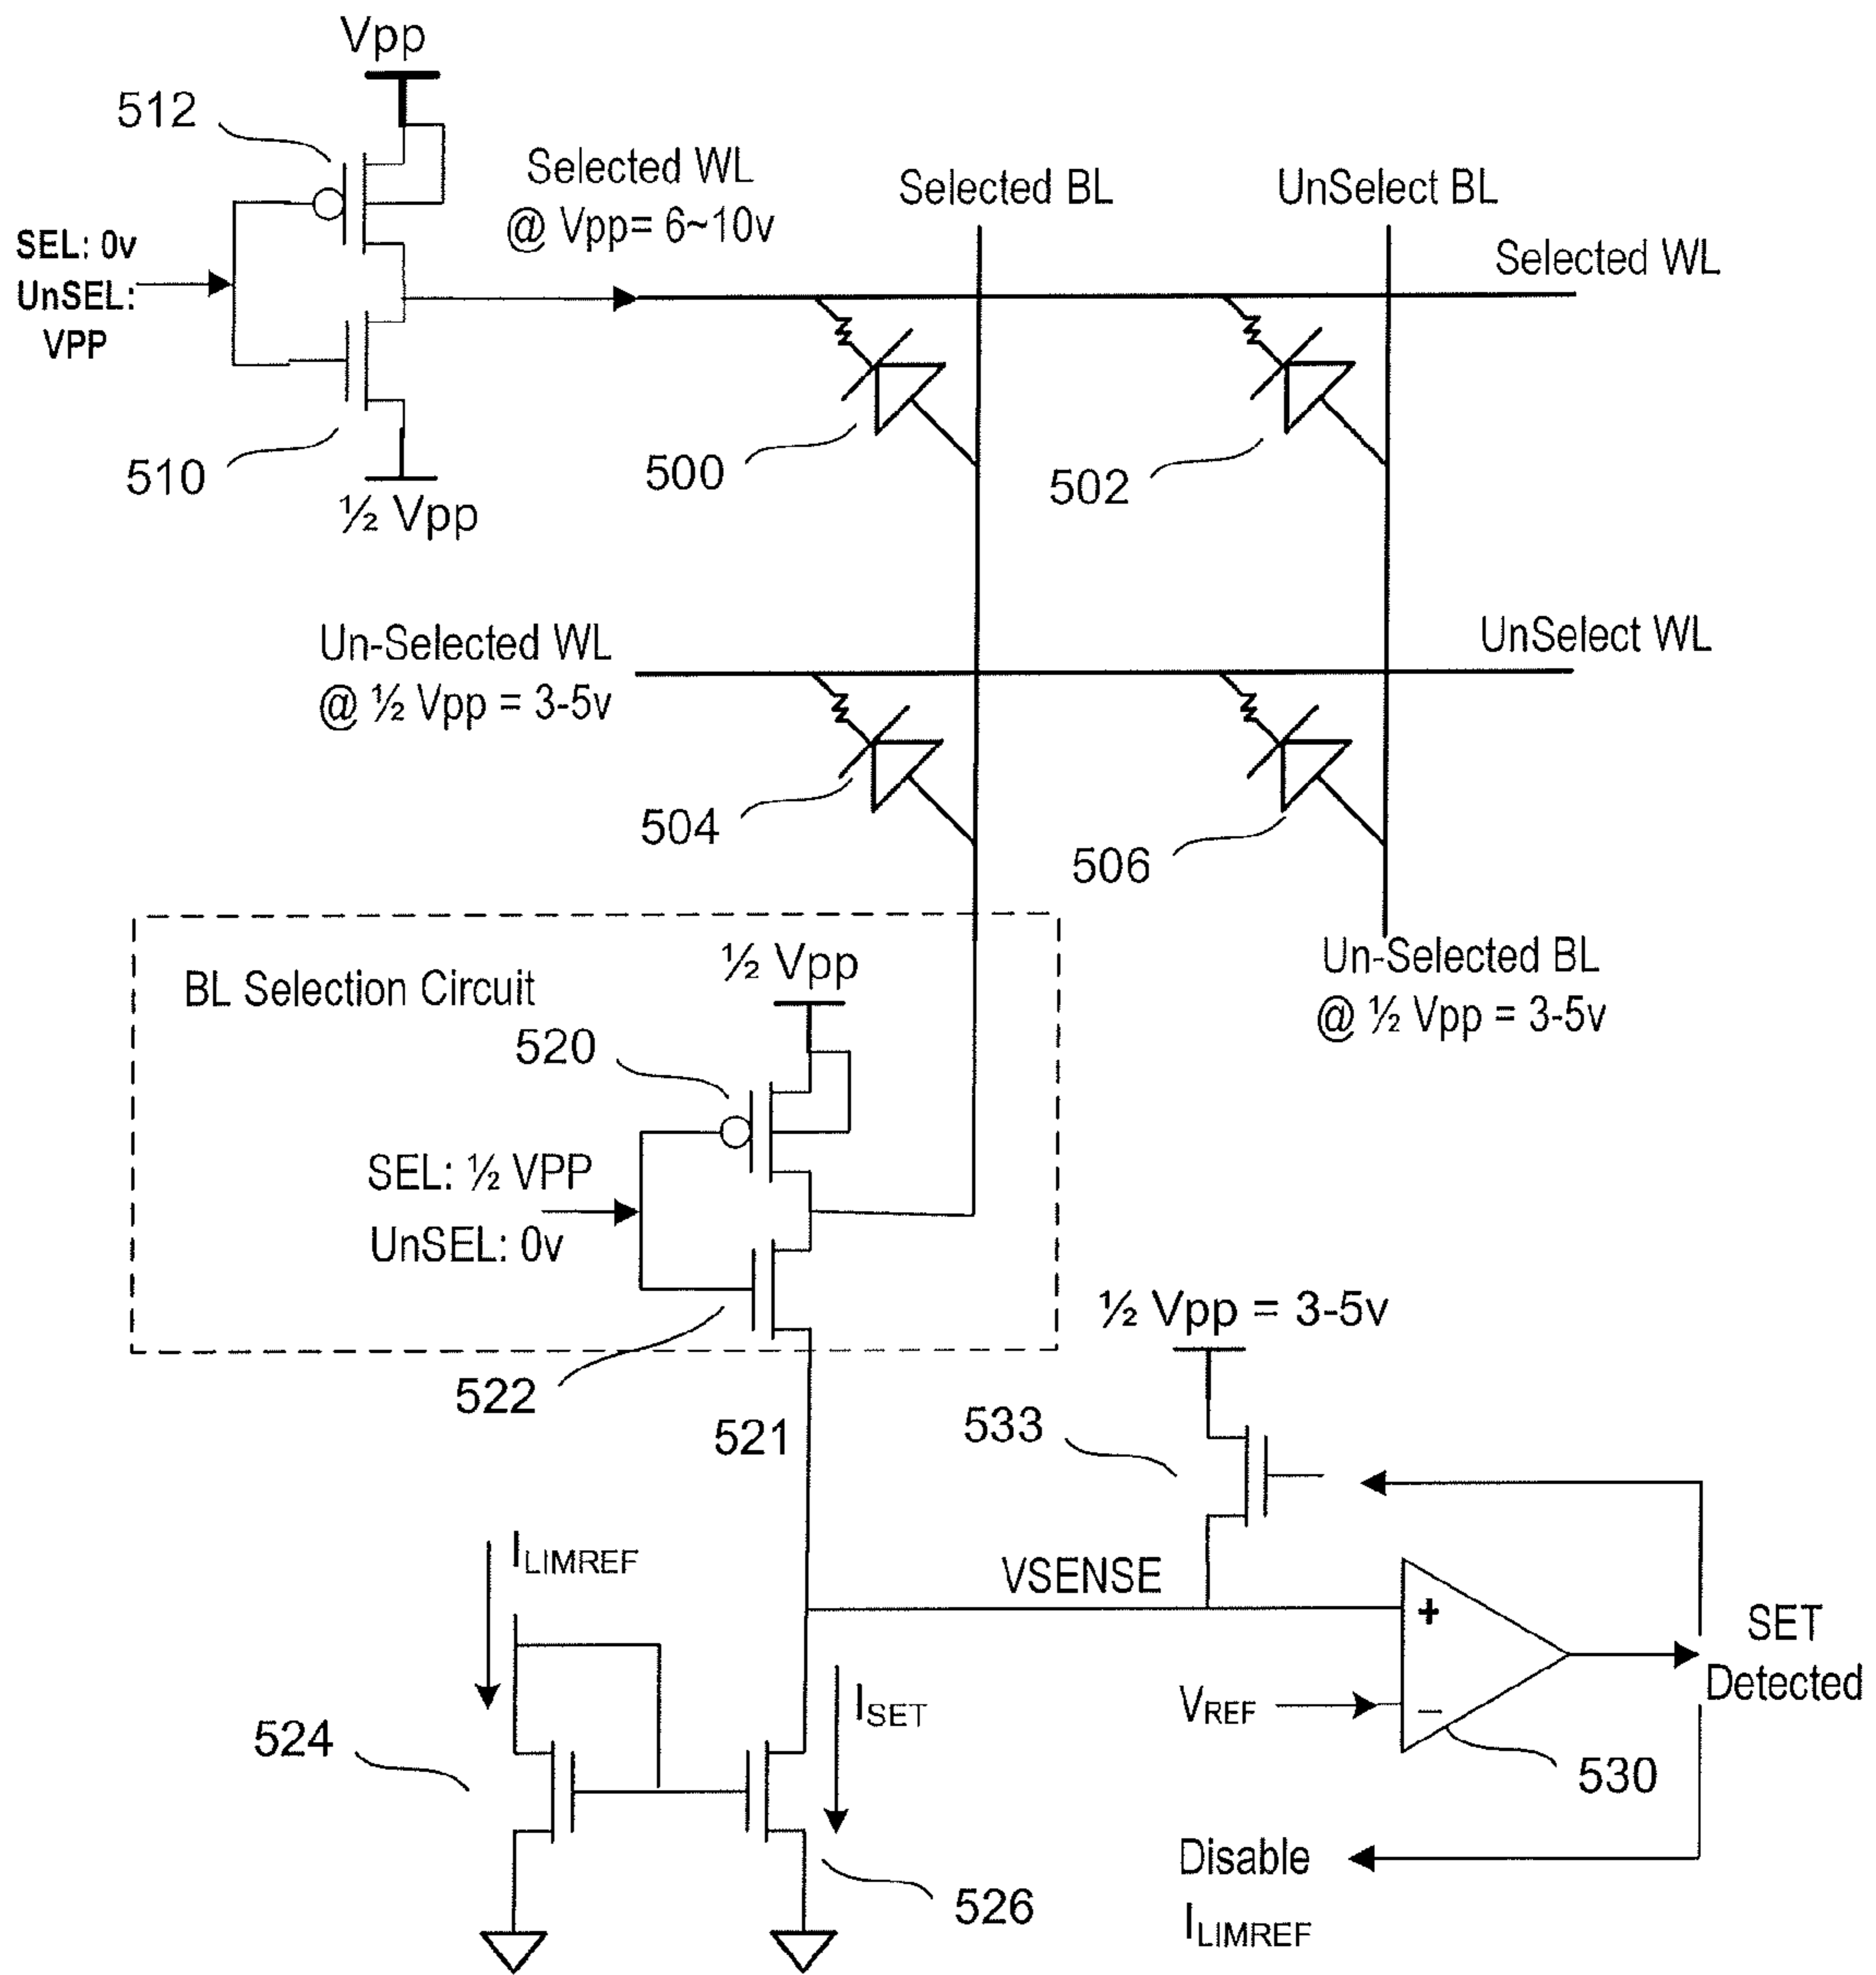 Vpp
512
Selected WL
@ Vpp= 6~10v
Selected BL
UnSelect BL
SEL: 0v
UnSEL:
VPP
Selected WL
510
½ Vpp
500
502
Un-Selected WL
@ ½ Vpp = 3-5v
UnSelect WL
504
506
BL Selection Circuit
½ Vpp
Un-Selected BL
@ ½ Vpp = 3-5v
520
SEL: ½ VPP
UnSEL: 0v
½ Vpp = 3-5v
522
521
533
ILIMREF
VSENSE
+
SET
Detected
ISET
VREF
–
524
530
526
Disable
ILIMREF